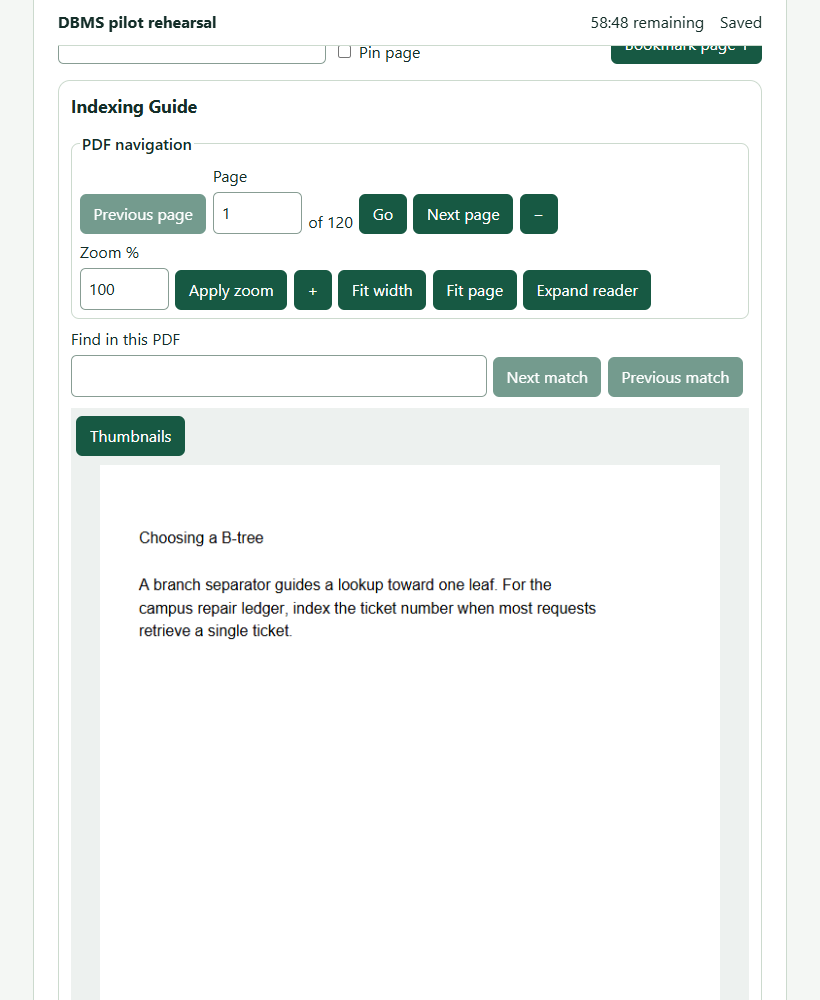 DBMS pilot rehearsal
58:48 remaining Saved
Pin page
Bookmark page 1
Indexing Guide
PDF navigation
Page
Previous page 1 of 120 Go Next page –
Zoom %
100 Apply zoom + Fit width Fit page Expand reader
Find in this PDF
Next match Previous match
Thumbnails
Choosing a B-tree
A branch separator guides a lookup toward one leaf. For the
campus repair ledger, index the ticket number when most requests
retrieve a single ticket.